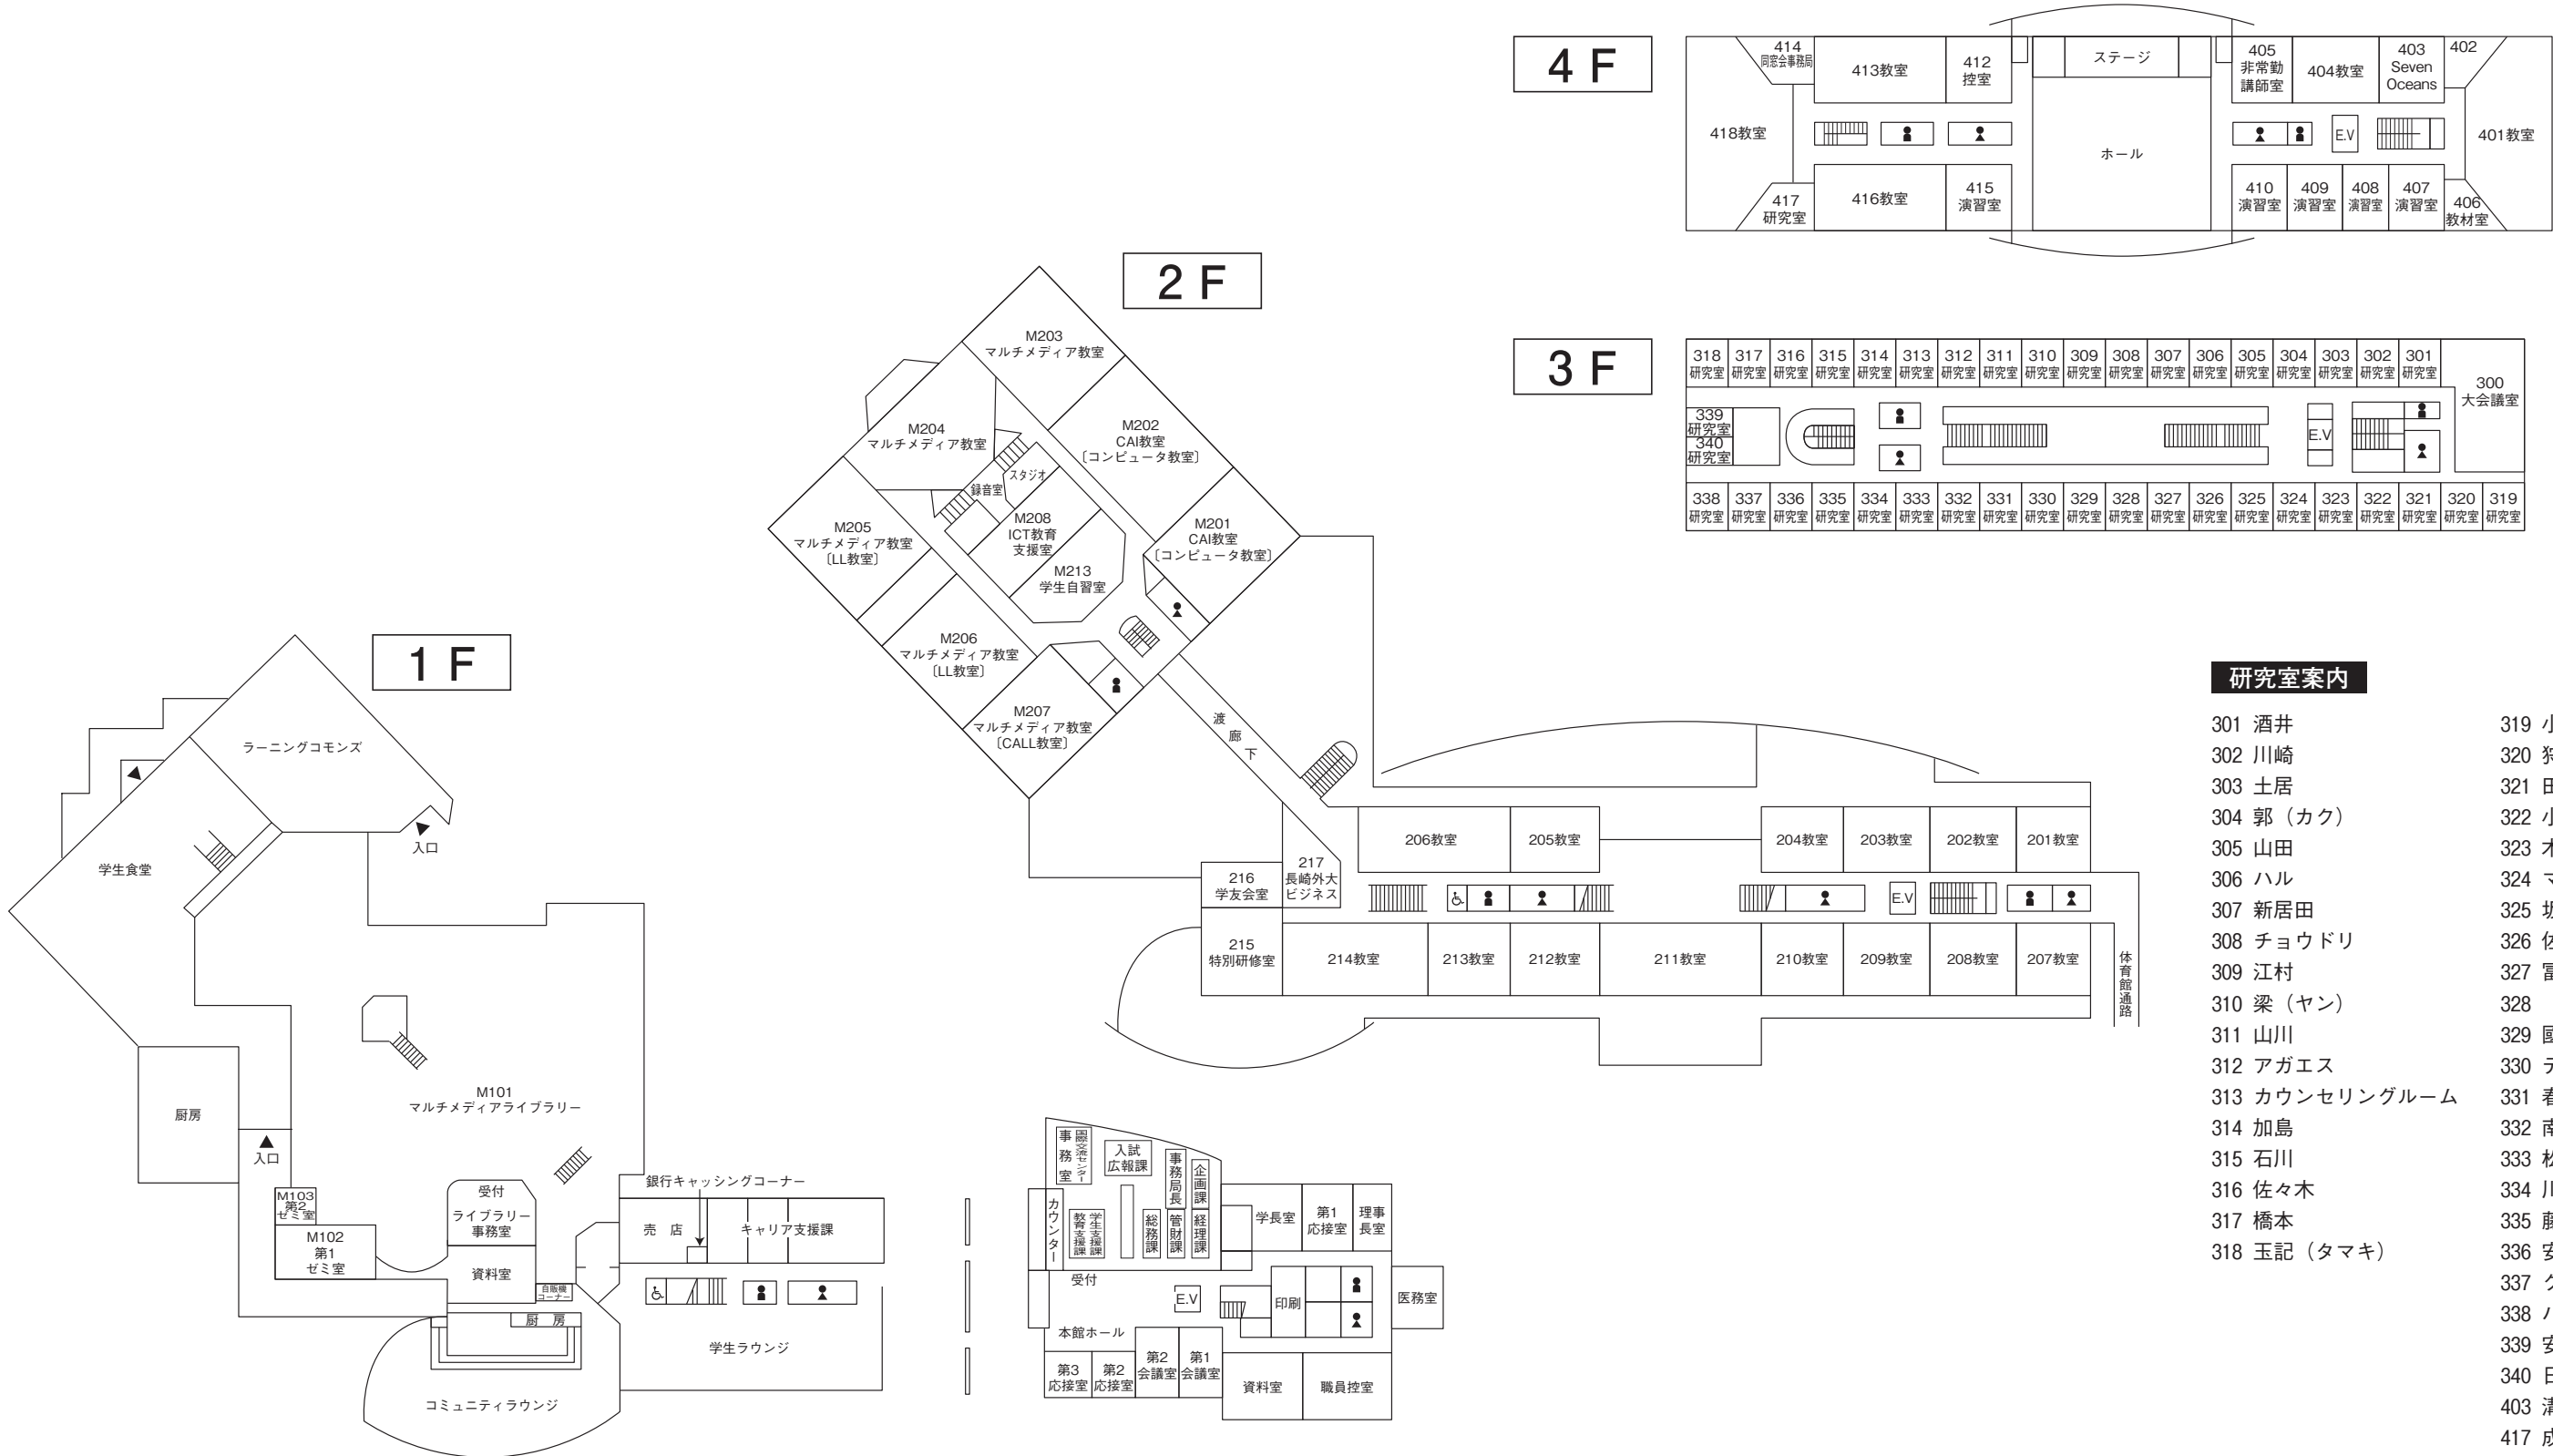 4 F
414
同窓会事務局
413教室
412
控室
ステージ
405
非常勤
講師室
404教室
403
Seven
Oceans
402
418教室
ホール
E.V
401教室
417
研究室
416教室
415
演習室
410
演習室
409
演習室
408
演習室
407
演習室
406
教材室
3 F
318
研究室
317
研究室
316
研究室
315
研究室
314
研究室
313
研究室
312
研究室
311
研究室
310
研究室
309
研究室
308
研究室
307
研究室
306
研究室
305
研究室
304
研究室
303
研究室
302
研究室
301
研究室
300
大会議室
339
研究室
340
研究室
E.V
338
研究室
337
研究室
336
研究室
335
研究室
334
研究室
333
研究室
332
研究室
331
研究室
330
研究室
329
研究室
328
研究室
327
研究室
326
研究室
325
研究室
324
研究室
323
研究室
322
研究室
321
研究室
320
研究室
319
研究室
2 F
M203
マルチメディア教室
M204
マルチメディア教室
M202
CAI教室
〔コンピュータ教室〕
スタジオ
録音室
M205
マルチメディア教室
〔LL教室〕
M208
ICT教育
支援室
M201
CAI教室
〔コンピュータ教室〕
M213
学生自習室
M206
マルチメディア教室
〔LL教室〕
M207
マルチメディア教室
〔CALL教室〕
渡廊下
206教室
205教室
204教室
203教室
202教室
201教室
216
学友会室
217
長崎外大
ビジネス
E.V
215
特別研修室
214教室
213教室
212教室
211教室
210教室
209教室
208教室
207教室
体育館通路
1 F
ラーニングコモンズ
入口
学生食堂
厨房
M101
マルチメディアライブラリー
入口
M103
第2
ゼミ室
M102
第1
ゼミ室
受付
ライブラリー
事務室
資料室
自販機
コーナー
厨　房
コミュニティラウンジ
銀行キャッシングコーナー
売　店
キャリア支援課
学生ラウンジ
国際交流センター
事務室
入試
広報課
事務局長
企画課
カウンター
学生支援課
教育支援課
総務課
管財課
経理課
学長室
第1
応接室
理事
長室
受付
E.V
印刷
医務室
本館ホール
第3
応接室
第2
応接室
第2
会議室
第1
会議室
資料室
職員控室
研究室案内
301 酒井
302 川崎
303 土居
304 郭（カク）
305 山田
306 ハル
307 新居田
308 チョウドリ
309 江村
310 梁（ヤン）
311 山川
312 アガエス
313 カウンセリングルーム
314 加島
315 石川
316 佐々木
317 橋本
318 玉記（タマキ）
319
320
321
322
323
324
325
326
327
328
329
330
331
332
333
334
335
336
337
338
339
340
403
417